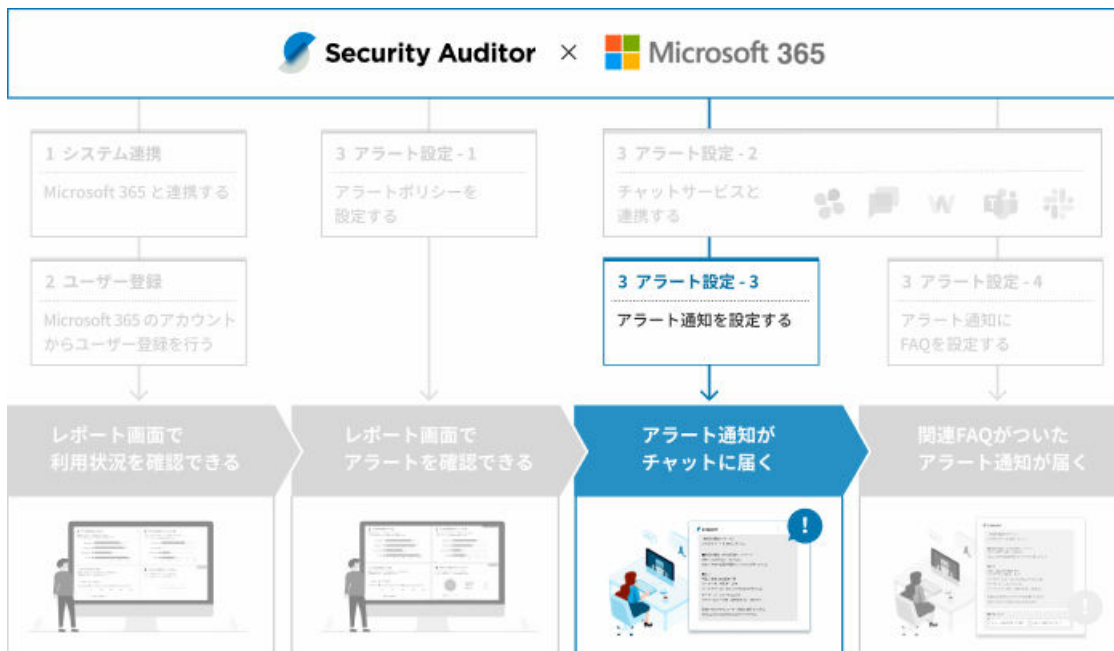 Security Auditor × Microsoft 365
1 システム連携
Microsoft 365 と連携する
3 アラート設定 - 1
アラートポリシーを
設定する
3 アラート設定 - 2
チャットサービスと
連携する
2 ユーザー登録
Microsoft 365 のアカウント
からユーザー登録を行う
3 アラート設定 - 3
アラート通知を設定する
3 アラート設定 - 4
アラート通知に
FAQを設定する
レポート画面で
利用状況を確認できる
レポート画面で
アラートを確認できる
アラート通知が
チャットに届く
関連FAQがついた
アラート通知が届く